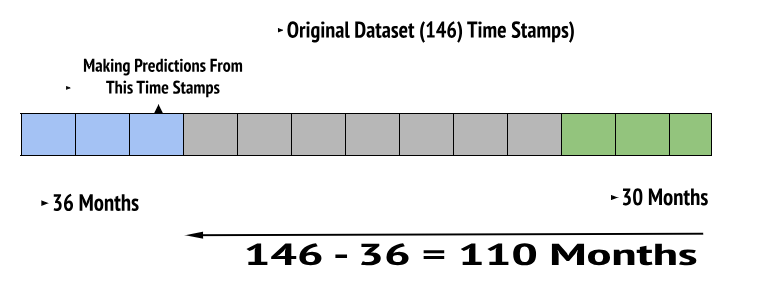 Original Dataset (146) Time Stamps)
Making Predictions From
This Time Stamps
36 Months
30 Months
146 - 36 = 110 Months